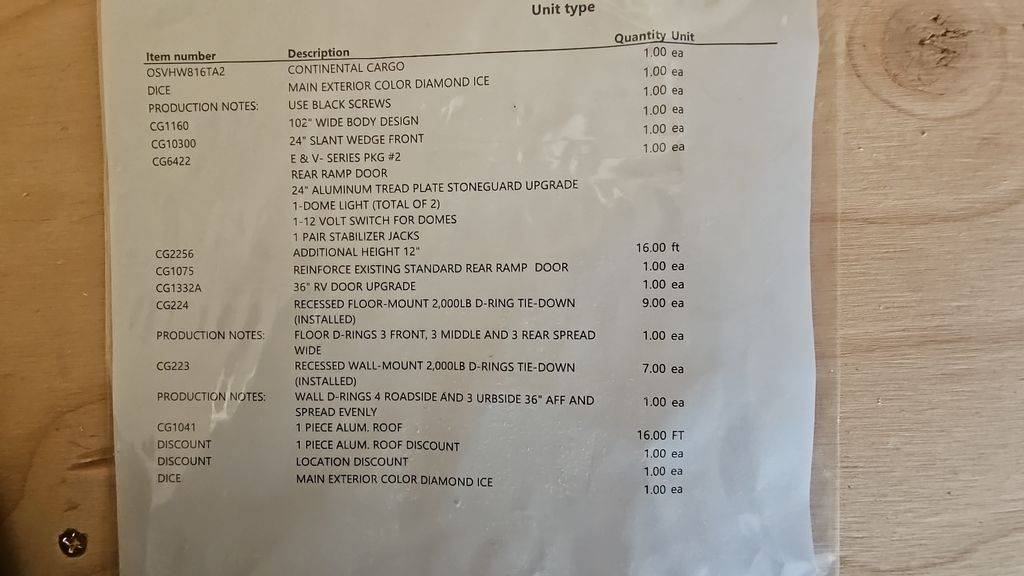 Unit type
Item number Description Quantity Unit
OSVHW816TA2 CONTINENTAL CARGO 1.00 ea
DICE MAIN EXTERIOR COLOR DIAMOND ICE 1.00 ea
PRODUCTION NOTES: USE BLACK SCREWS 1.00 ea
CG1160 102" WIDE BODY DESIGN 1.00 ea
CG10300 24" SLANT WEDGE FRONT 1.00 ea
CG6422 E & V- SERIES PKG #2 1.00 ea
REAR RAMP DOOR
24" ALUMINUM TREAD PLATE STONEGUARD UPGRADE
1-DOME LIGHT (TOTAL OF 2)
1-12 VOLT SWITCH FOR DOMES
1 PAIR STABILIZER JACKS
CG2256 ADDITIONAL HEIGHT 12" 16.00 ft
CG1075 REINFORCE EXISTING STANDARD REAR RAMP DOOR 1.00 ea
CG1332A 36" RV DOOR UPGRADE 1.00 ea
CG224 RECESSED FLOOR-MOUNT 2,000LB D-RING TIE-DOWN 9.00 ea
(INSTALLED)
PRODUCTION NOTES: FLOOR D-RINGS 3 FRONT, 3 MIDDLE AND 3 REAR SPREAD 1.00 ea
WIDE
CG223 RECESSED WALL-MOUNT 2,000LB D-RINGS TIE-DOWN 7.00 ea
(INSTALLED)
PRODUCTION NOTES: WALL D-RINGS 4 ROADSIDE AND 3 URBSIDE 36" AFF AND 1.00 ea
SPREAD EVENLY
CG1041 1 PIECE ALUM. ROOF 16.00 FT
DISCOUNT 1 PIECE ALUM. ROOF DISCOUNT 1.00 ea
DISCOUNT LOCATION DISCOUNT 1.00 ea
DICE MAIN EXTERIOR COLOR DIAMOND ICE 1.00 ea